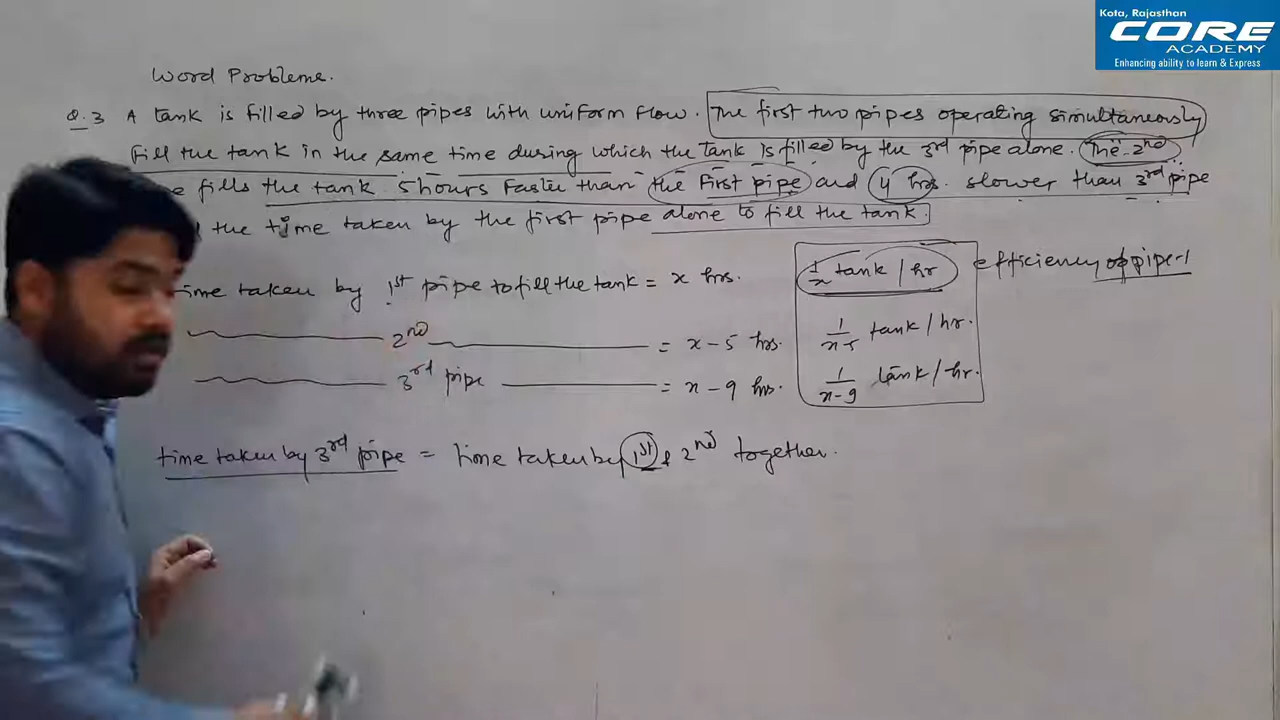 Kota, Rajasthan
CORE
ACADEMY
Enhancing ability to learn & Express
Word Probleme.
Q.3 A tank is filled by three pipes with uniform flow. The first two pipes operating simultaneously
fill the tank in the same time during which the tank is filled by the 3rd pipe alone. The 2nd
fills the tank 5 hours faster than the first pipe and 4 hrs. slower than 3rd pipe
the time taken by the first pipe alone to fill the tank.
time taken by 1st pipe to fill the tank = x hrs. 1/x tank/hr efficiency of pipe-1
2nd = x-5 hrs. 1/x-5 tank/hr.
3rd pipe = x-9 hrs. 1/x-9 tank/hr.
time taken by 3rd pipe = time taken by 1st & 2nd together.